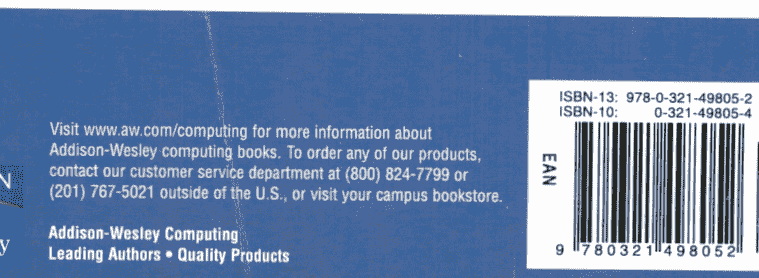 Visit www.aw.com/computing for more information about
Addison-Wesley computing books. To order any of our products,
contact our customer service department at (800) 824-7799 or
(201) 767-5021 outside of the U.S., or visit your campus bookstore.
Addison-Wesley Computing
Leading Authors • Quality Products
N
y
ISBN-13: 978-0-321-49805-2
ISBN-10: 0-321-49805-4
EAN
9 780321 498052